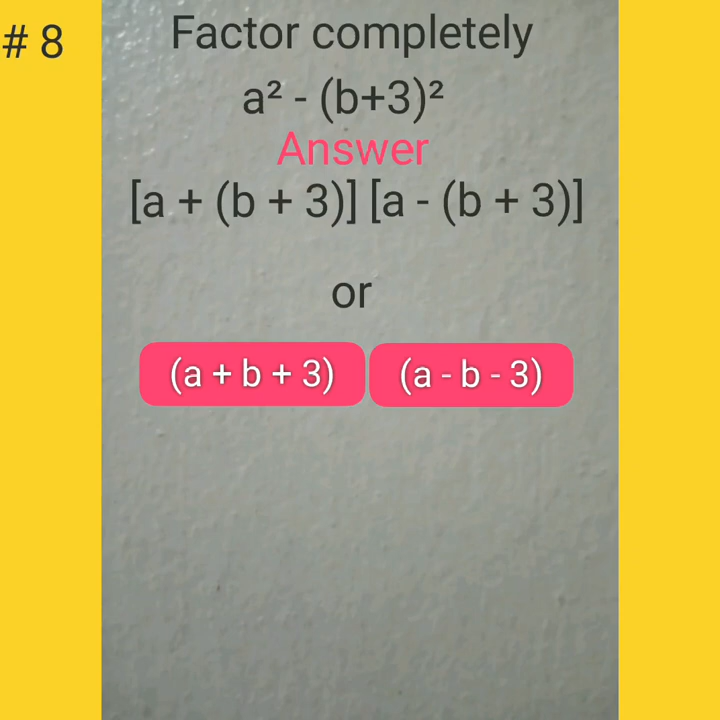 # 8
Factor completely
a² - (b+3)²
Answer
[a + (b + 3)] [a - (b + 3)]
or
(a + b + 3) (a - b - 3)